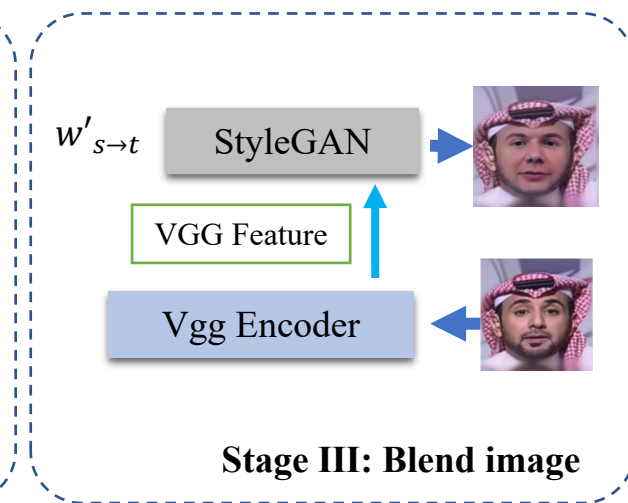 w′ₛ→ₜ
StyleGAN
VGG Feature
Vgg Encoder
Stage III: Blend image